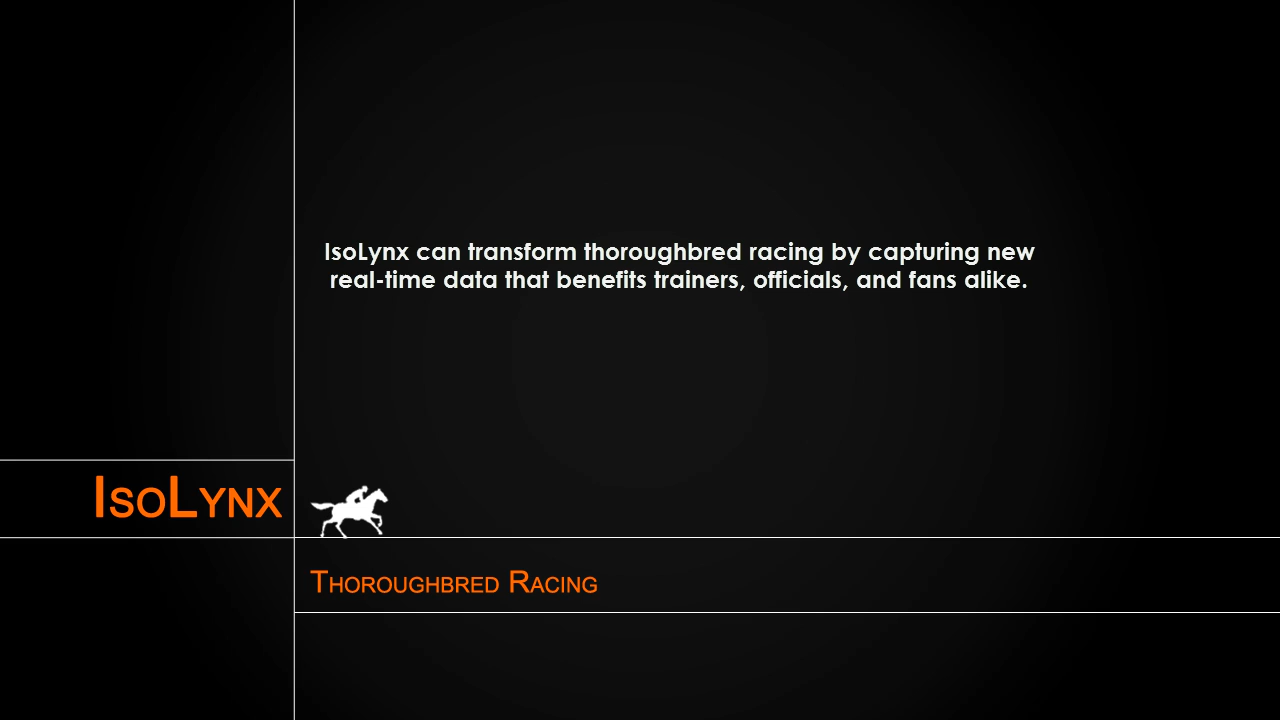 IsoLynx can transform thoroughbred racing by capturing new
real-time data that benefits trainers, officials, and fans alike.
IsoLynx
Thoroughbred Racing